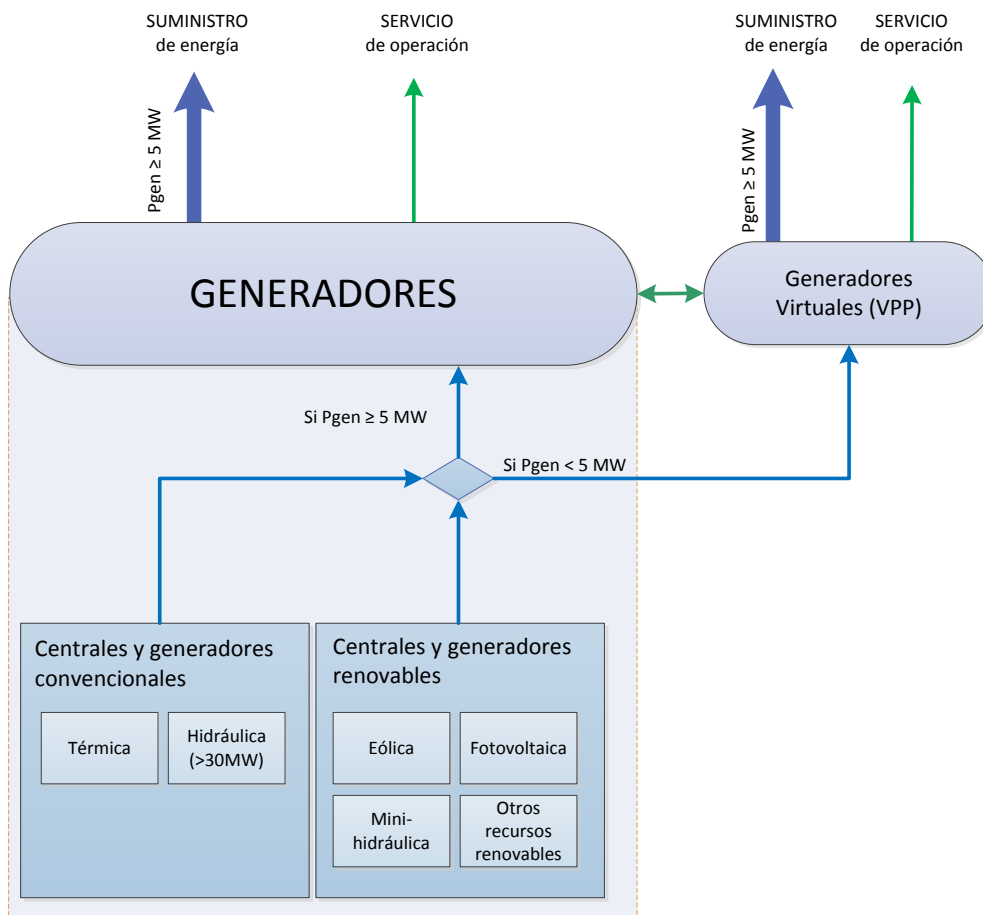 SUMINISTRO
de energía
SERVICIO
de operación
SUMINISTRO
de energía
SERVICIO
de operación
Pgen ≥ 5 MW
Pgen ≥ 5 MW
GENERADORES
Generadores
Virtuales (VPP)
Si Pgen ≥ 5 MW
Si Pgen < 5 MW
Centrales y generadores
convencionales
Térmica
Hidráulica
(>30MW)
Centrales y generadores
renovables
Eólica
Fotovoltaica
Mini-
hidráulica
Otros
recursos
renovables